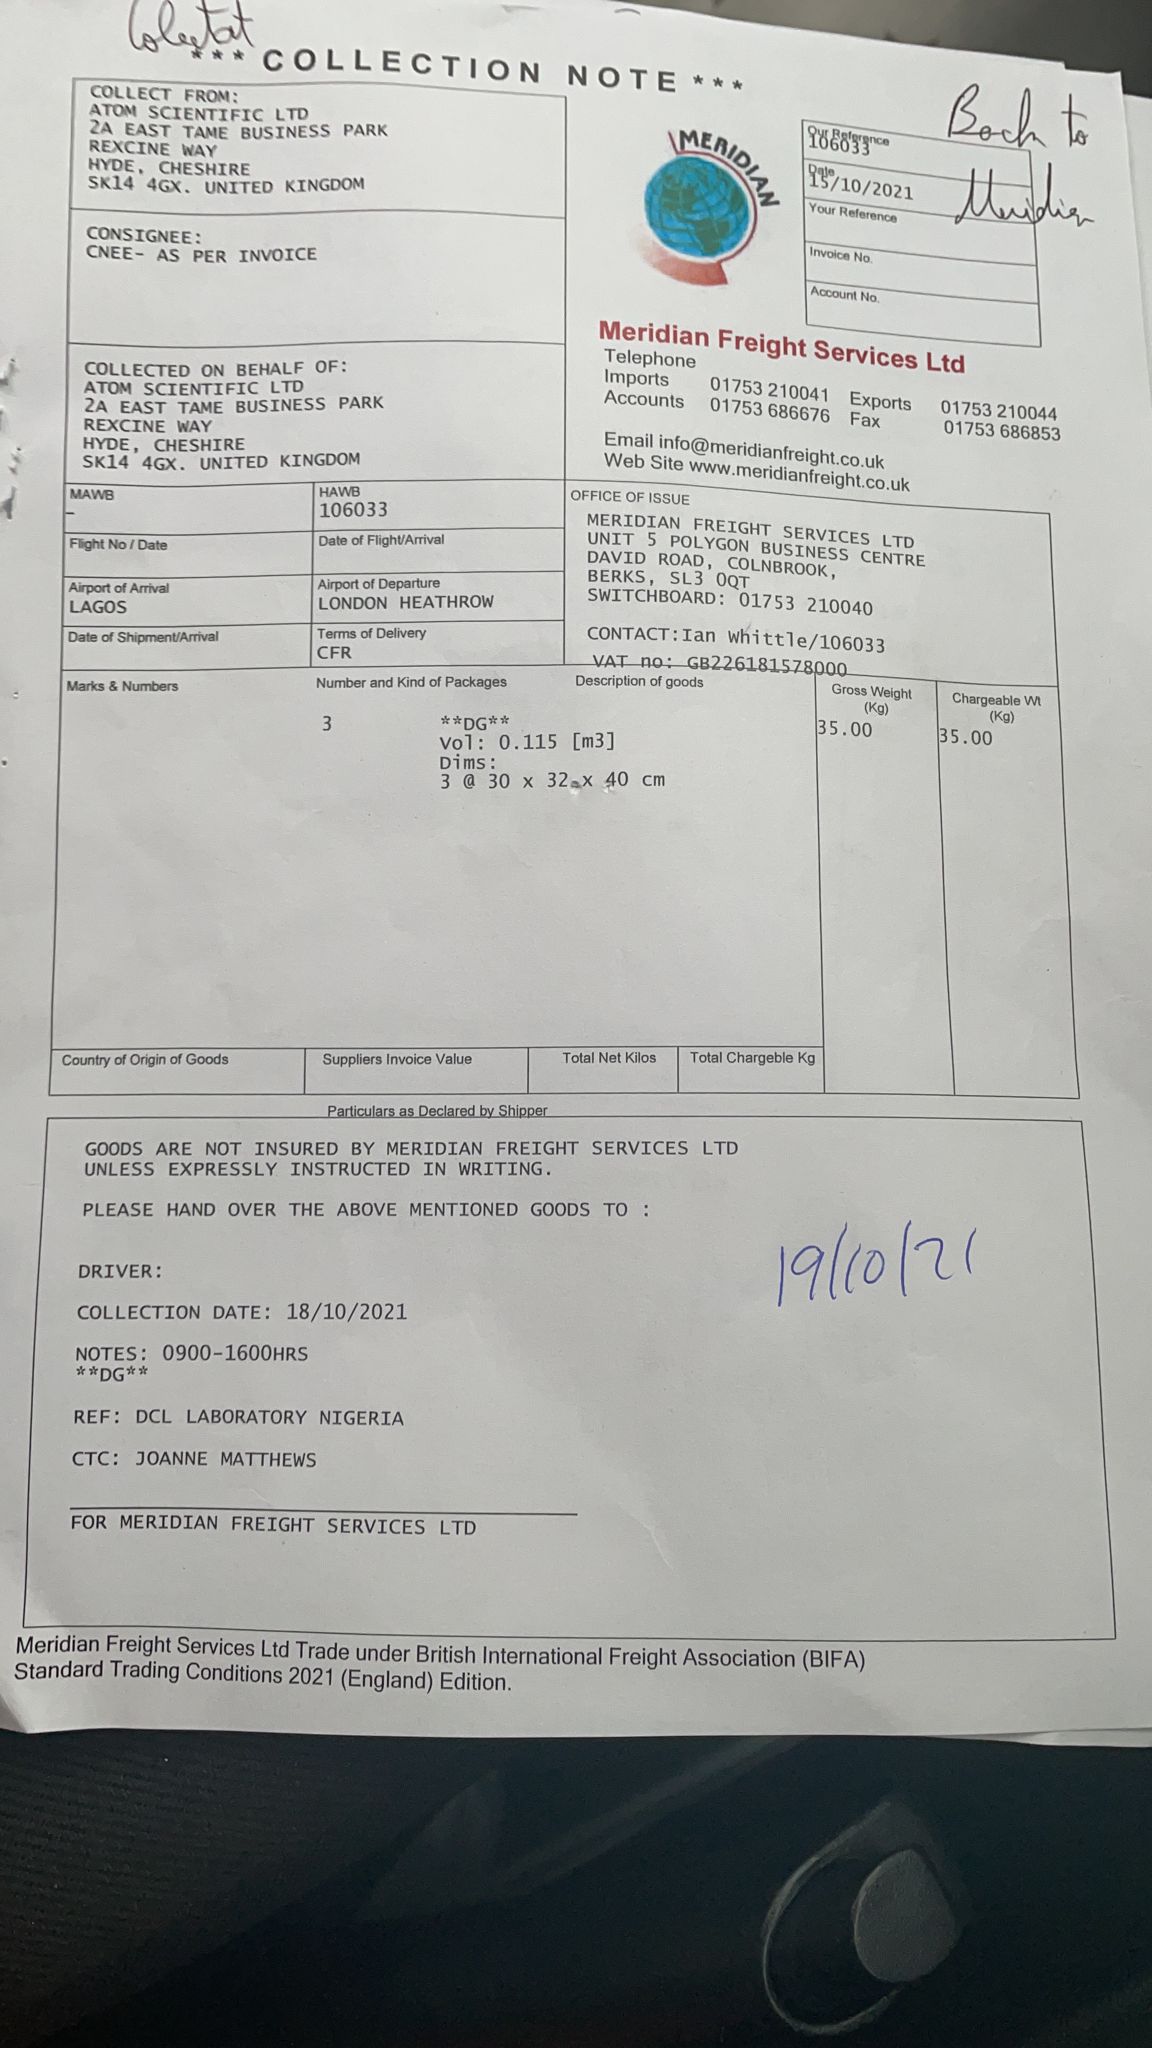 *** COLLECTION NOTE ***
Back to
Meridian
COLLECT FROM:
ATOM SCIENTIFIC LTD
2A EAST TAME BUSINESS PARK
REXCINE WAY
HYDE, CHESHIRE
SK14 4GX. UNITED KINGDOM
CONSIGNEE:
CNEE- AS PER INVOICE
COLLECTED ON BEHALF OF:
ATOM SCIENTIFIC LTD
2A EAST TAME BUSINESS PARK
REXCINE WAY
HYDE, CHESHIRE
SK14 4GX. UNITED KINGDOM
MERIDIAN
Our Reference
106033
Date
15/10/2021
Your Reference
Invoice No.
Account No.
Meridian Freight Services Ltd
Telephone
Imports 01753 210041 Exports 01753 210044
Accounts 01753 686676 Fax 01753 686853
Email info@meridianfreight.co.uk
Web Site www.meridianfreight.co.uk
MAWB
-
HAWB
106033
Flight No / Date
Date of Flight/Arrival
Airport of Arrival
LAGOS
Airport of Departure
LONDON HEATHROW
Date of Shipment/Arrival
Terms of Delivery
CFR
OFFICE OF ISSUE
MERIDIAN FREIGHT SERVICES LTD
UNIT 5 POLYGON BUSINESS CENTRE
DAVID ROAD, COLNBROOK,
BERKS, SL3 0QT
SWITCHBOARD: 01753 210040
CONTACT:Ian Whittle/106033
VAT no: GB226181578000
Marks & Numbers
Number and Kind of Packages
Description of goods
Gross Weight
(Kg)
Chargeable Wt
(Kg)
3 **DG** 35.00 35.00
Vol: 0.115 [m3]
Dims:
3 @ 30 x 32 x 40 cm
Country of Origin of Goods
Suppliers Invoice Value
Total Net Kilos
Total Chargeble Kg
Particulars as Declared by Shipper
GOODS ARE NOT INSURED BY MERIDIAN FREIGHT SERVICES LTD
UNLESS EXPRESSLY INSTRUCTED IN WRITING.
PLEASE HAND OVER THE ABOVE MENTIONED GOODS TO :
19/10/21
DRIVER:
COLLECTION DATE: 18/10/2021
NOTES: 0900-1600HRS
**DG**
REF: DCL LABORATORY NIGERIA
CTC: JOANNE MATTHEWS
FOR MERIDIAN FREIGHT SERVICES LTD
Meridian Freight Services Ltd Trade under British International Freight Association (BIFA)
Standard Trading Conditions 2021 (England) Edition.